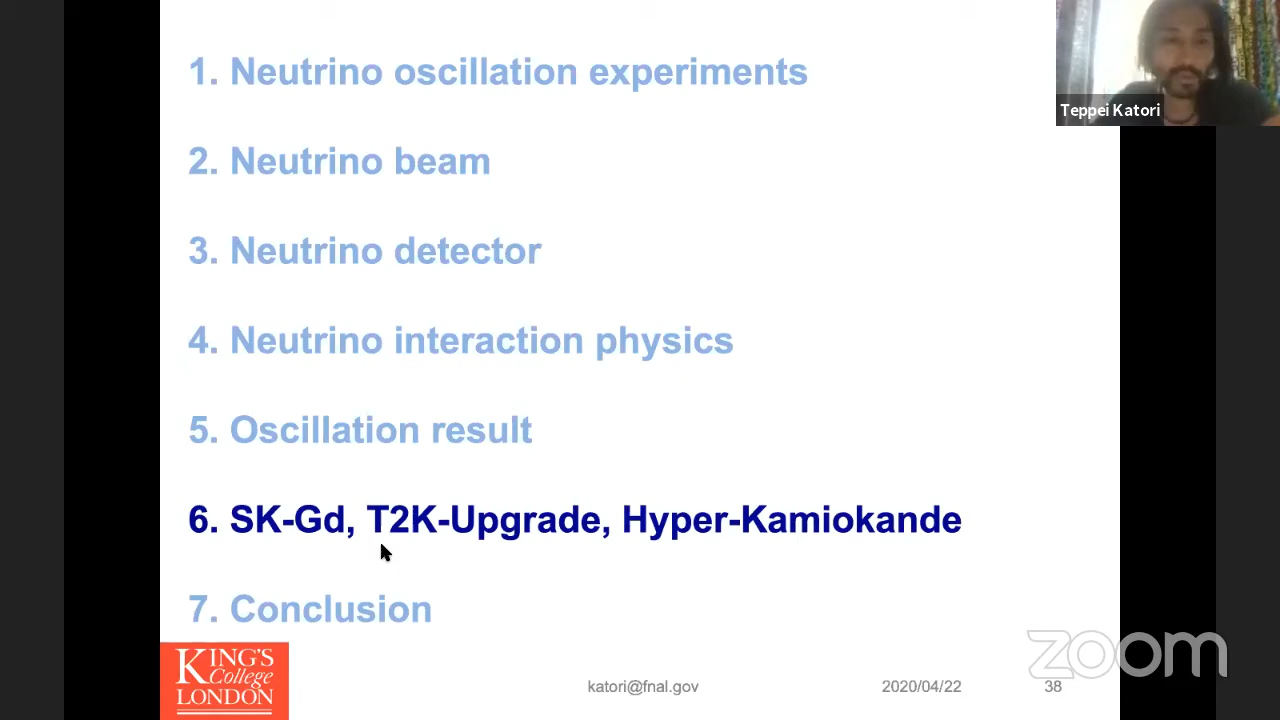 1. Neutrino oscillation experiments
Teppei Katori
2. Neutrino beam
3. Neutrino detector
4. Neutrino interaction physics
5. Oscillation result
6. SK-Gd, T2K-Upgrade, Hyper-Kamiokande
7. Conclusion
KING'S
College
LONDON
katori@fnal.gov
2020/04/22
38
zoom